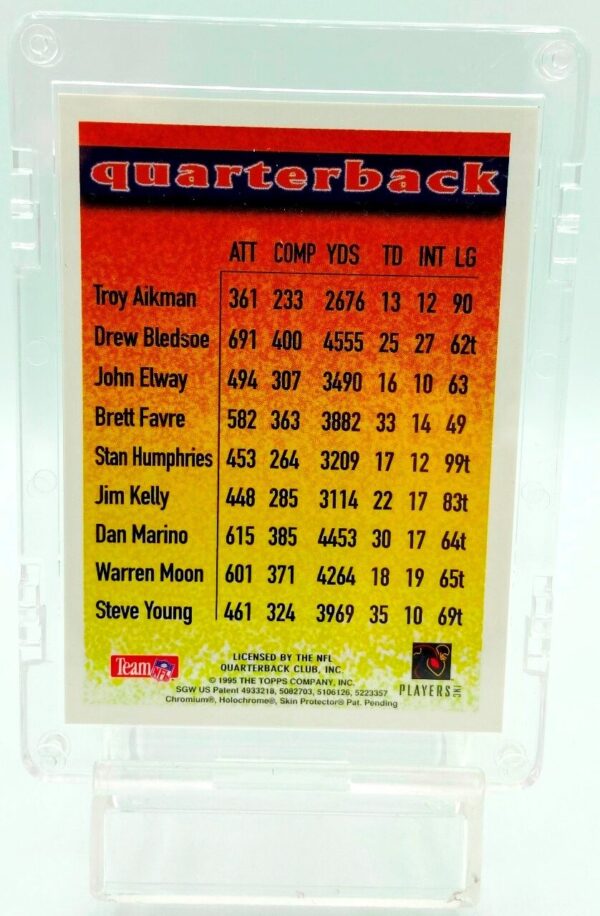 quarterback
ATT COMP YDS TD INT LG
Troy Aikman 361 233 2676 13 12 90
Drew Bledsoe 691 400 4555 25 27 62t
John Elway 494 307 3490 16 10 63
Brett Favre 582 363 3882 33 14 49
Stan Humphries 453 264 3209 17 12 99t
Jim Kelly 448 285 3114 22 17 83t
Dan Marino 615 385 4453 30 17 64t
Warren Moon 601 371 4264 18 19 65t
Steve Young 461 324 3969 35 10 69t
Team NFL
LICENSED BY THE NFL
QUARTERBACK CLUB, INC.
© 1995 THE TOPPS COMPANY, INC.
SGW US Patent 4933218, 5082703, 5106126, 5223357
Chromium®, Holochrome®, Skin Protector® Pat. Pending
PLAYERS INC